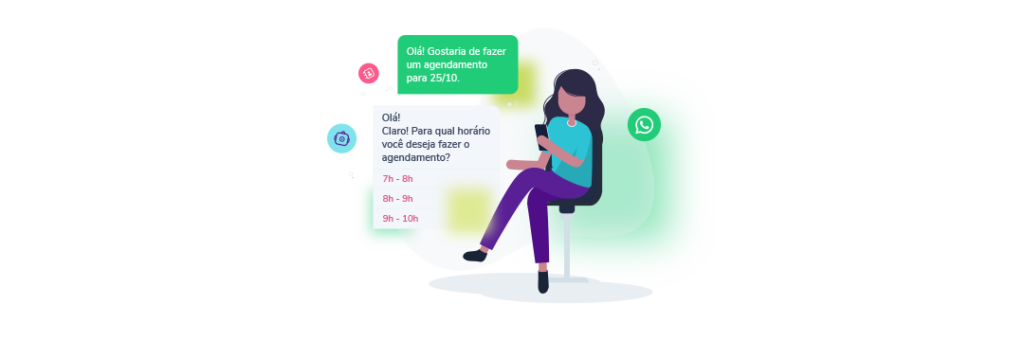 Olá! Gostaria de fazer
um agendamento
para 25/10.
Olá!
Claro! Para qual horário
você deseja fazer o
agendamento?
7h - 8h
8h - 9h
9h - 10h